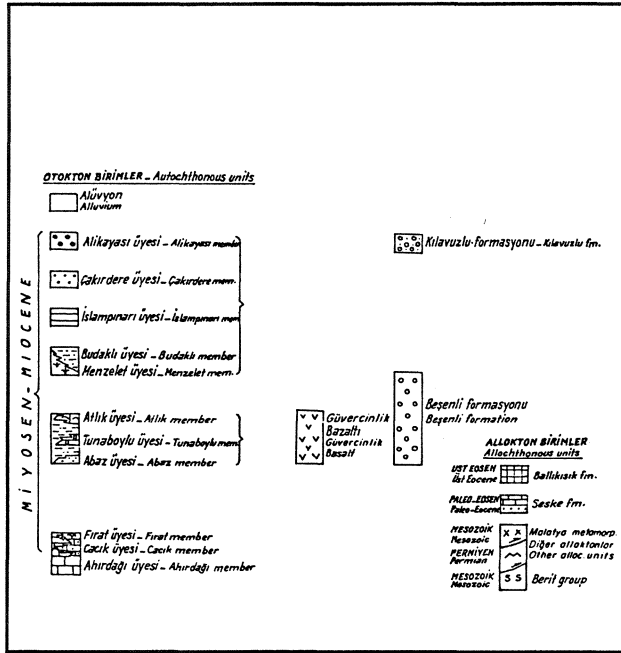 OTOKTON BİRİMLER - Autochthonous units
Alüvyon
Alluvium
MİYOSEN-MIOCENE
Alikayası üyesi - Alikayası member
Kılavuzlu-formasyonu - Kılavuzlu fm.
Çakırdere üyesi - Çakırdere mem.
İslampınarı üyesi - İslampınarı mem
Budaklı üyesi - Budaklı member
Menzelet üyesi - Menzelet mem.
Atlık üyesi - Atlık member
Tunaboylu üyesi - Tunaboylu mem
Abaz üyesi - Abaz member
Güvercinlik
Bazaltı
Güvercinlik
Basalt
Beşenli formasyonu
Beşenli formation
ALLOKTON BİRİMLER
Allochthonous units
UST EOSEN
Üst Eocene
Ballıkısık fm.
PALEO-EOSEN
Paleo-Eocene
Seske fm.
MESOZOİK
Mesozoic
Malatya metamorp.
Diğer alloktonlar
PERMİYEN
Permian
Other alloc. units
MESOZOİK
Mesozoic
S S
Berit group
Fırat üyesi - Fırat member
Cacık üyesi - Cacık member
Ahırdağı üyesi - Ahırdağı member